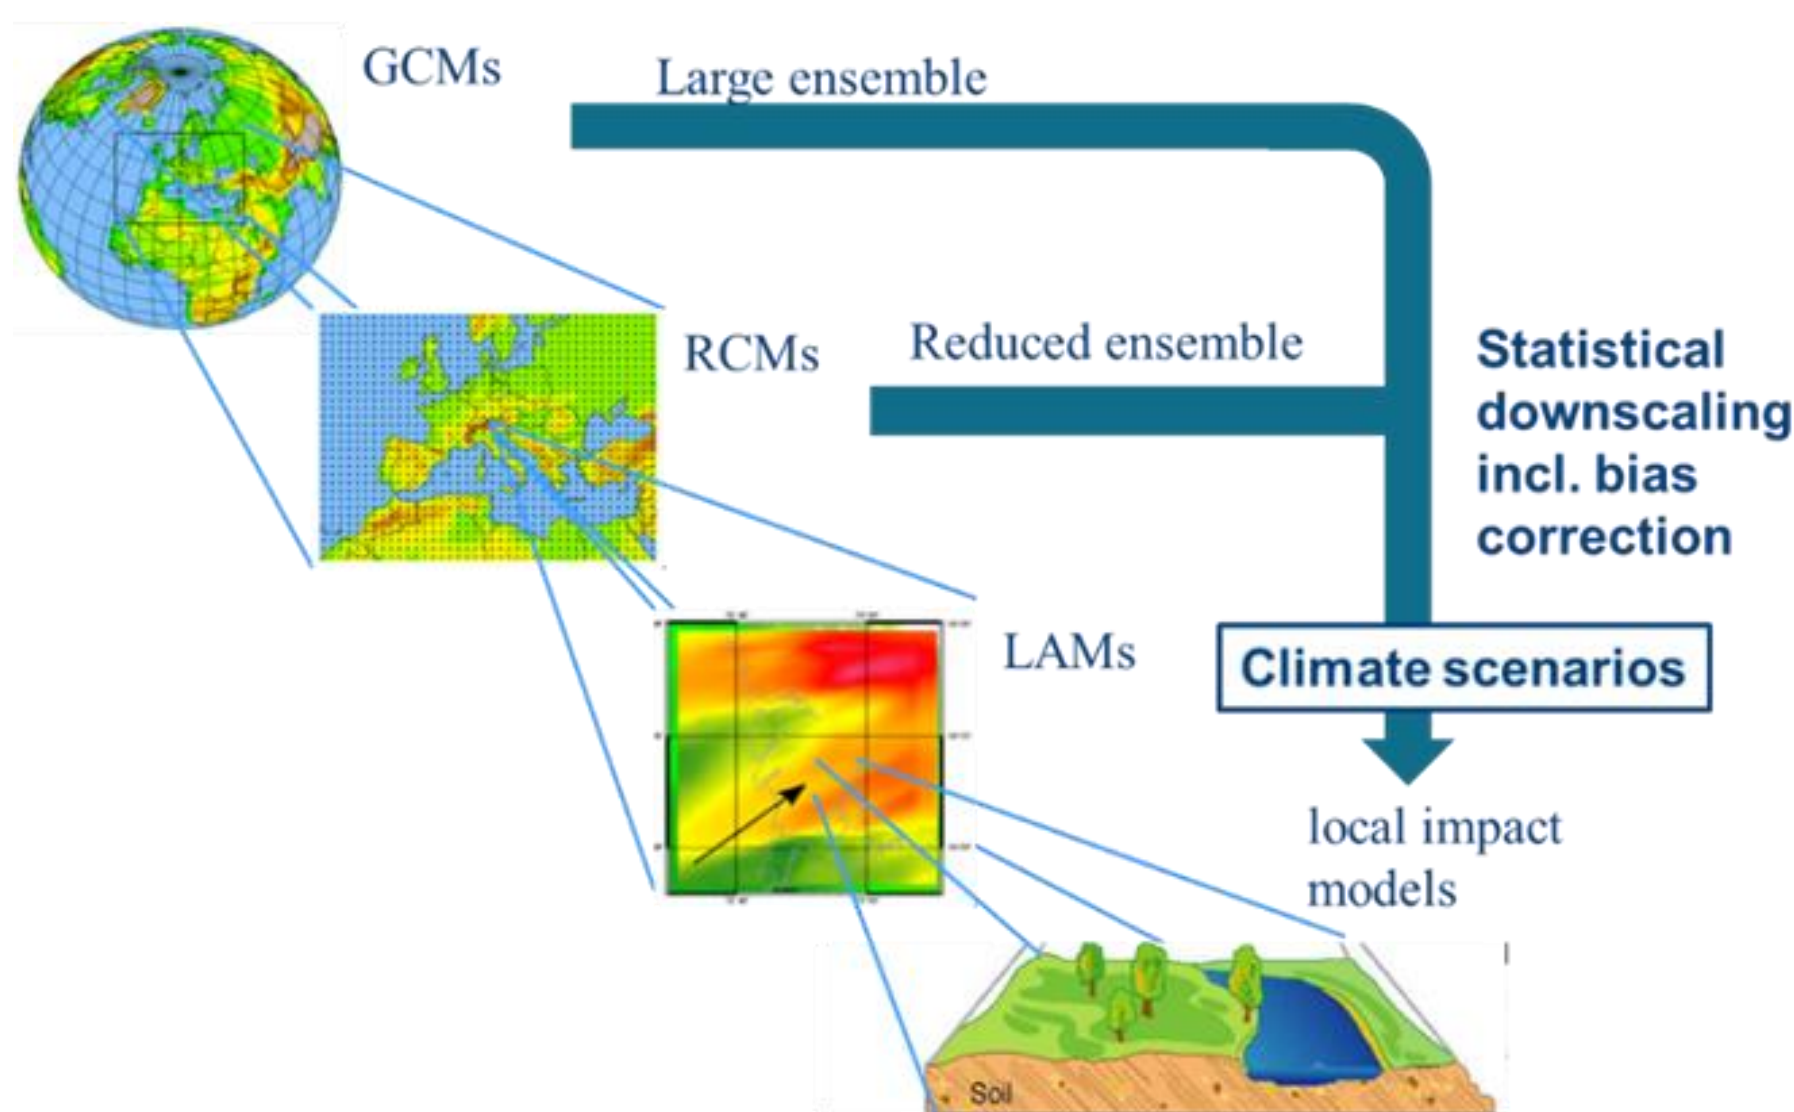 GCMs
Large ensemble
RCMs
Reduced ensemble
Statistical
downscaling
incl. bias
correction
LAMs
Climate scenarios
local impact
models
Soil